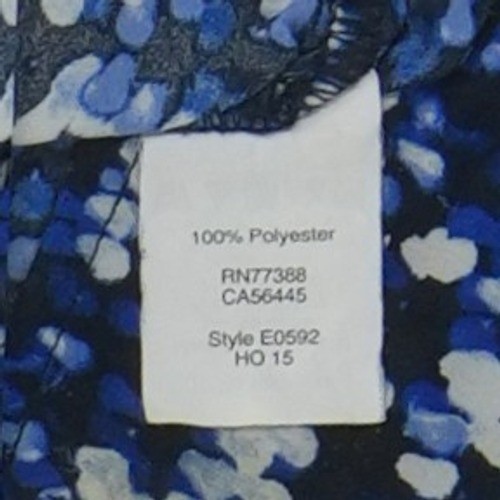 100% Polyester
RN77388
CA56445
Style E0592
HO 15